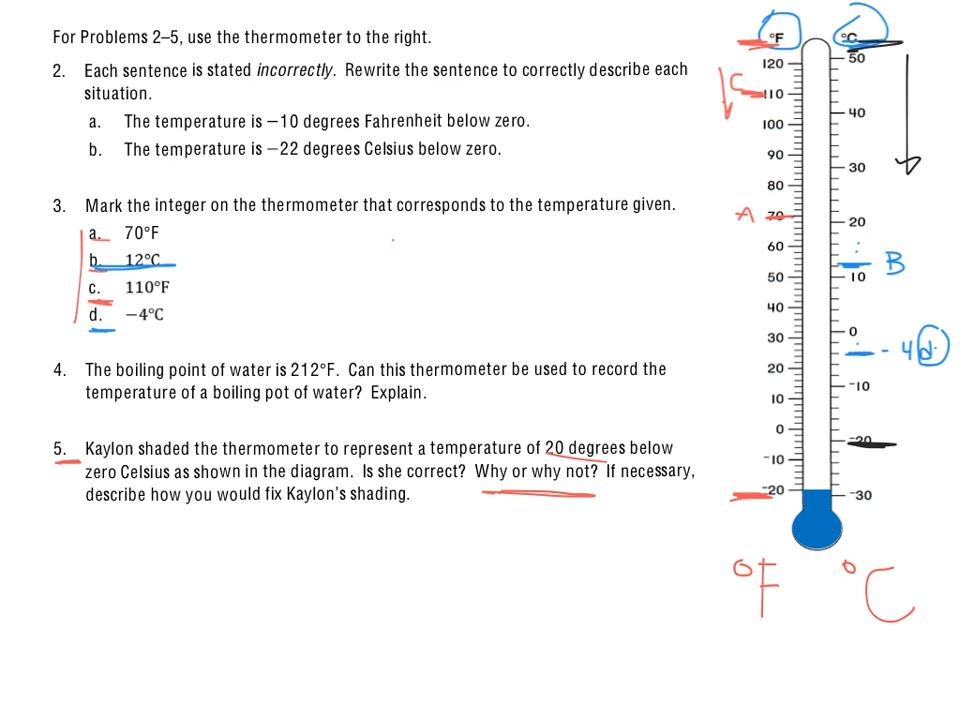 For Problems 2–5, use the thermometer to the right.
2. Each sentence is stated incorrectly. Rewrite the sentence to correctly describe each
situation.
a. The temperature is −10 degrees Fahrenheit below zero.
b. The temperature is −22 degrees Celsius below zero.
3. Mark the integer on the thermometer that corresponds to the temperature given.
a. 70°F
b. 12°C
c. 110°F
d. −4°C
4. The boiling point of water is 212°F. Can this thermometer be used to record the
temperature of a boiling pot of water? Explain.
5. Kaylon shaded the thermometer to represent a temperature of 20 degrees below
zero Celsius as shown in the diagram. Is she correct? Why or why not? If necessary,
describe how you would fix Kaylon's shading.
°F
120
C 110
100
90
80
A 70
60
50
40
30
20
10
0
−10
−20
°C
50
40
30
20
B
10
0
- 4 d.
−10
−20
−30
°F °C